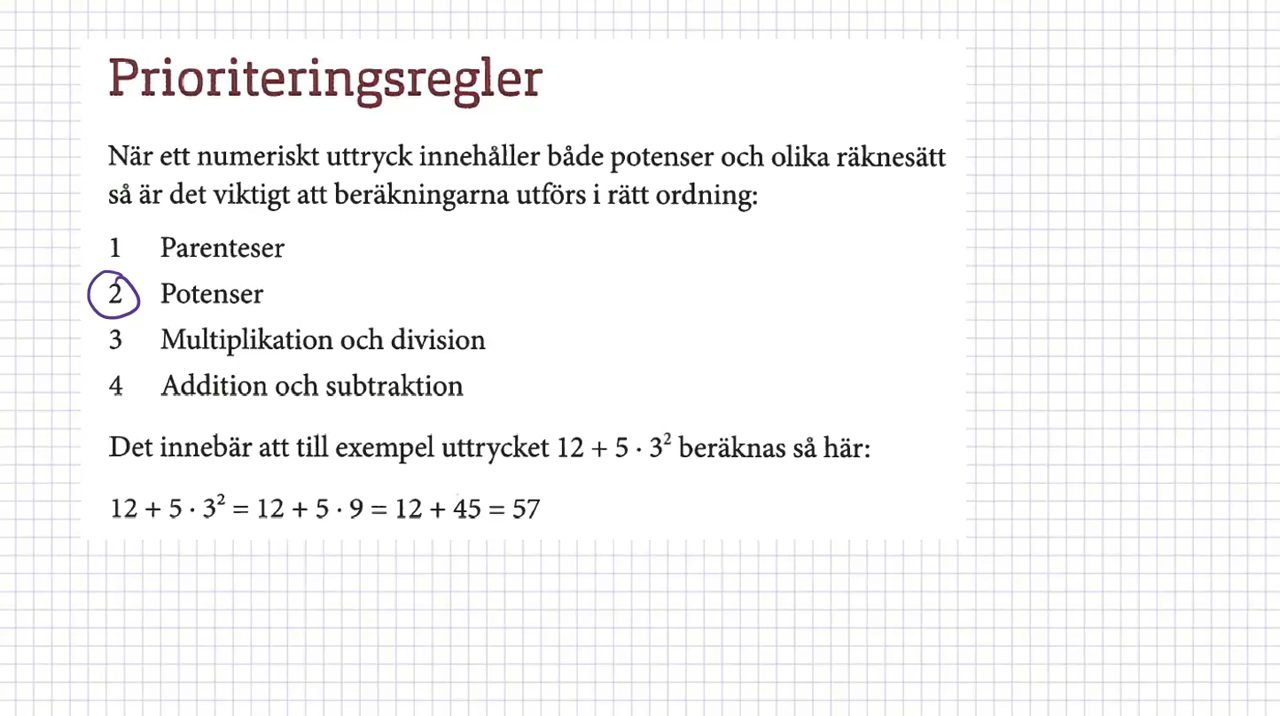 Prioriteringsregler
När ett numeriskt uttryck innehåller både potenser och olika räknesätt
så är det viktigt att beräkningarna utförs i rätt ordning:
1 Parenteser
2 Potenser
3 Multiplikation och division
4 Addition och subtraktion
Det innebär att till exempel uttrycket 12 + 5 · 3² beräknas så här:
12 + 5 · 3² = 12 + 5 · 9 = 12 + 45 = 57